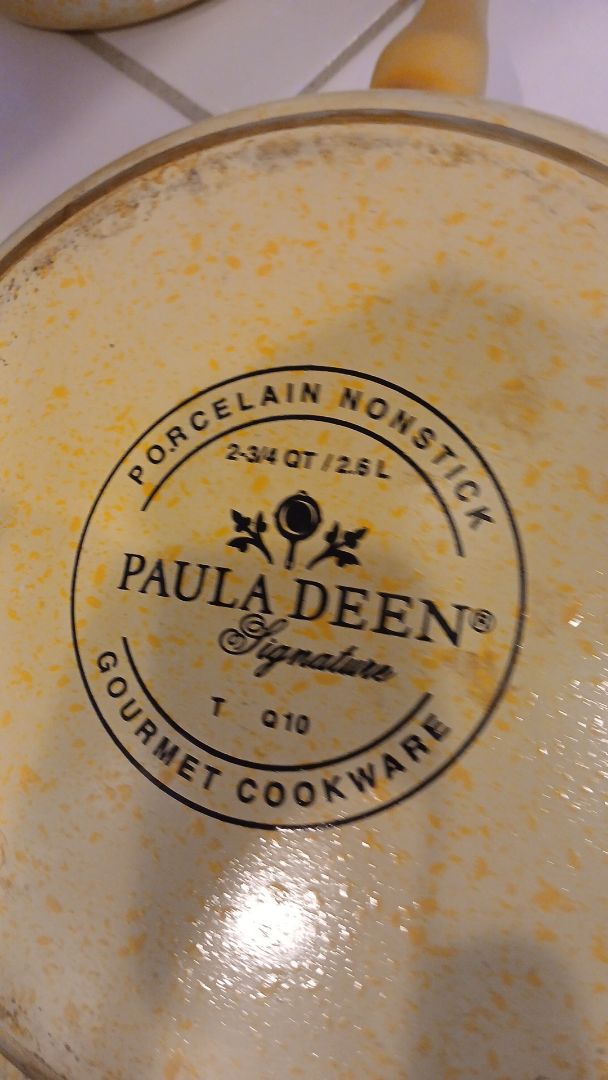 PORCELAIN NONSTICK
2-3/4 QT / 2.6 L
PAULA DEEN®
Signature
T Q10
GOURMET COOKWARE